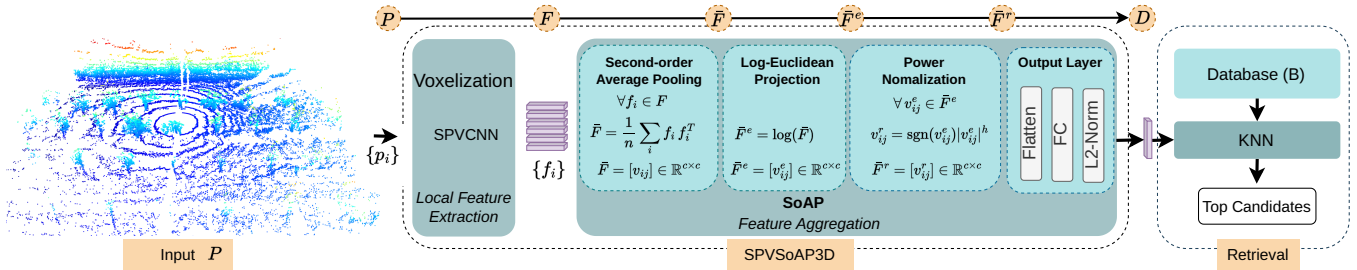 P F F̄ F̄ᵉ F̄ʳ D
{pᵢ}
Input P
Voxelization
SPVCNN
Local Feature
Extraction
{fᵢ}
Second-order
Average Pooling
∀fᵢ ∈ F
F̄ = 1/n ∑ᵢ fᵢ fᵢᵀ
F̄ = [vᵢⱼ] ∈ ℝᶜˣᶜ
Log-Euclidean
Projection
F̄ᵉ = log(F̄)
F̄ᵉ = [vᵉᵢⱼ] ∈ ℝᶜˣᶜ
Power
Nomalization
∀ vᵉᵢⱼ ∈ F̄ᵉ
vʳᵢⱼ = sgn(vᵉᵢⱼ)|vᵉᵢⱼ|ʰ
F̄ʳ = [vʳᵢⱼ] ∈ ℝᶜˣᶜ
Output Layer
Flatten
FC
L2-Norm
SoAP
Feature Aggregation
SPVSoAP3D
Database (B)
KNN
Top Candidates
Retrieval